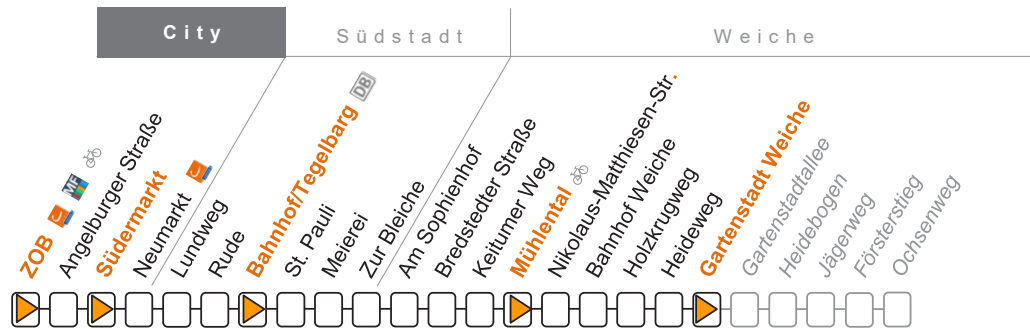 City
Südstadt
Weiche
ZOB
MF
Angelburger Straße
Südermarkt
Neumarkt
Lundweg
Rude
Bahnhof/Tegelbarg
DB
St. Pauli
Meierei
Zur Bleiche
Am Sophienhof
Bredstedter Straße
Keitumer Weg
Mühlental
Nikolaus-Matthiesen-Str.
Bahnhof Weiche
Holzkrugweg
Heideweg
Gartenstadt Weiche
Gartenstadtallee
Heidebogen
Jägerweg
Försterstieg
Ochsenweg